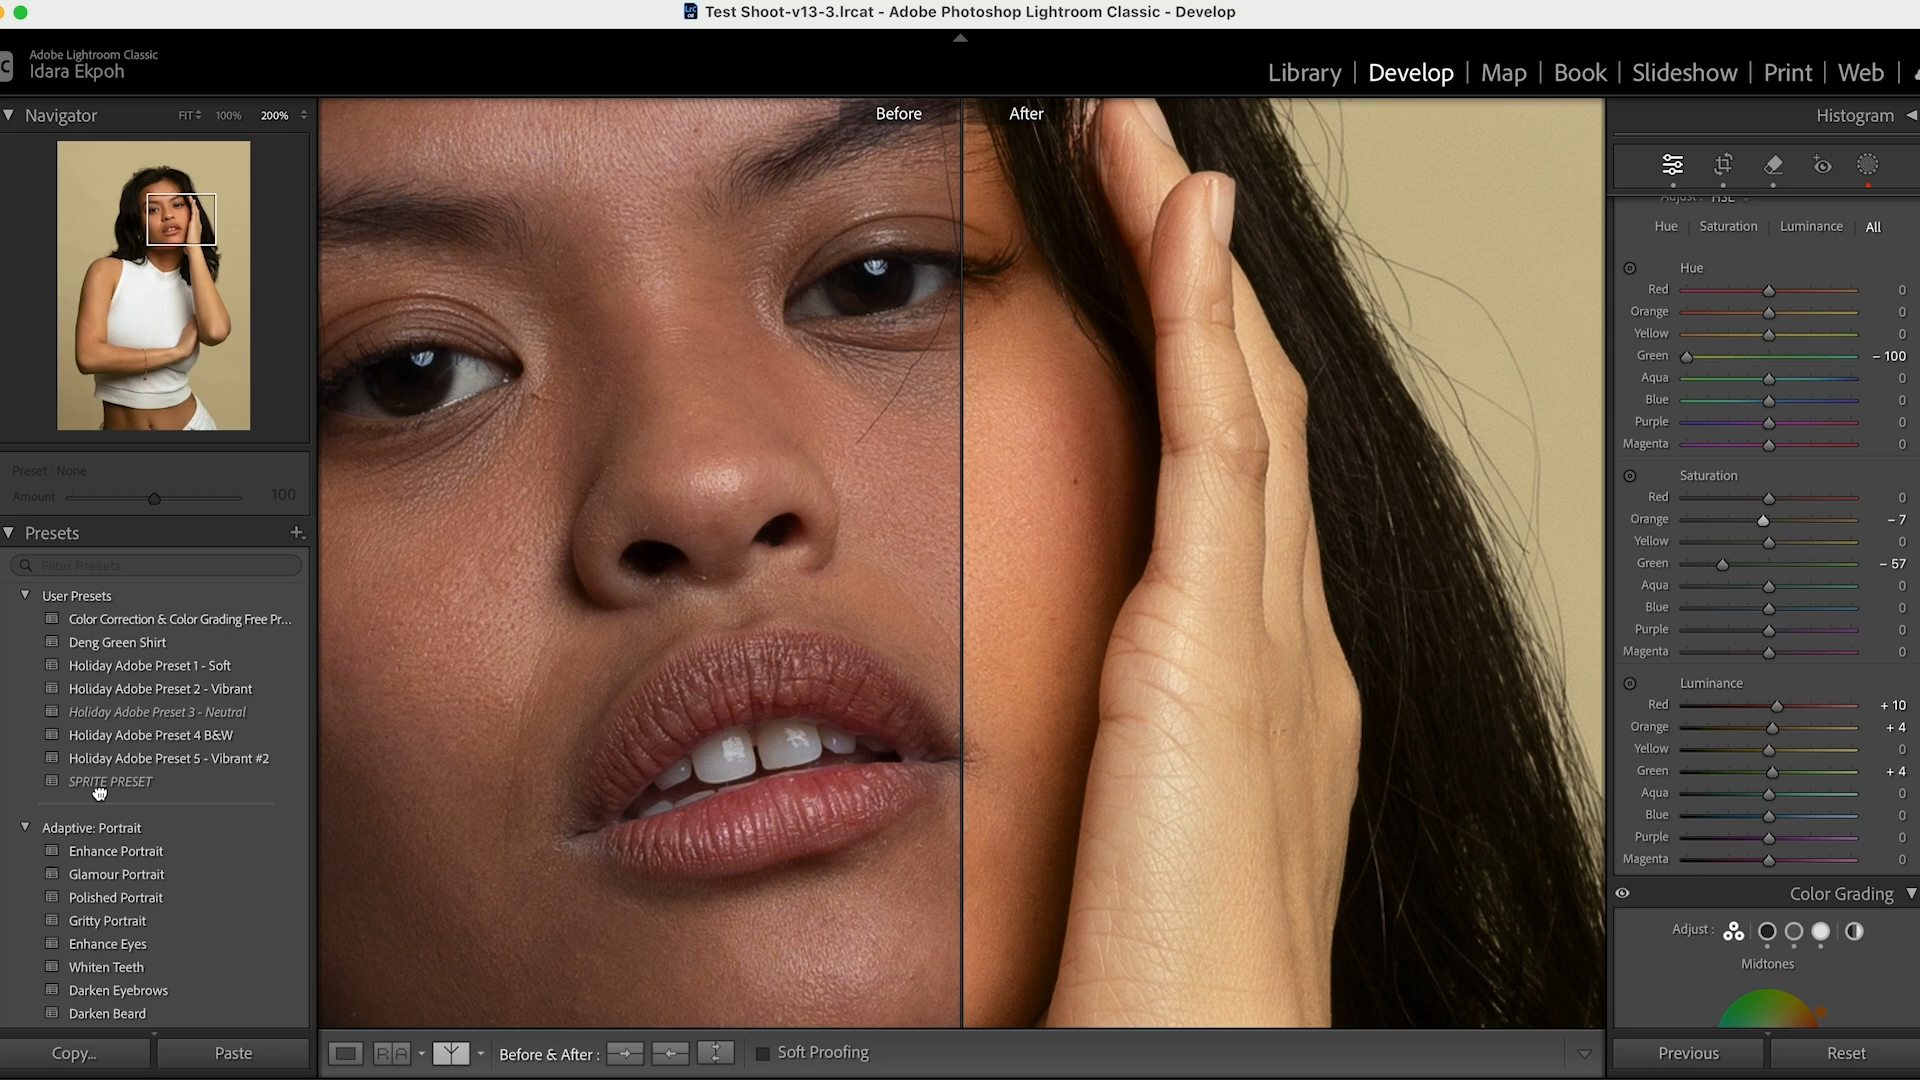 Test Shoot-v13-3.lrcat - Adobe Photoshop Lightroom Classic - Develop
Adobe Lightroom Classic
Idara Ekpoh
Library | Develop | Map | Book | Slideshow | Print | Web |
Navigator FIT 100% 200%
Before After
Histogram
Preset : None
Amount 100
Presets
Filter Presets
User Presets
Color Correction & Color Grading Free Pr...
Deng Green Shirt
Holiday Adobe Preset 1 - Soft
Holiday Adobe Preset 2 - Vibrant
Holiday Adobe Preset 3 - Neutral
Holiday Adobe Preset 4 B&W
Holiday Adobe Preset 5 - Vibrant #2
SPRITE PRESET
Adaptive: Portrait
Enhance Portrait
Glamour Portrait
Polished Portrait
Gritty Portrait
Enhance Eyes
Whiten Teeth
Darken Eyebrows
Darken Beard
Copy... Paste
R A
Y
Before & After :
Soft Proofing
Adjust : HSL
Hue | Saturation | Luminance | All
Hue
Red 0
Orange 0
Yellow 0
Green - 100
Aqua 0
Blue 0
Purple 0
Magenta 0
Saturation
Red 0
Orange - 7
Yellow 0
Green - 57
Aqua 0
Blue 0
Purple 0
Magenta 0
Luminance
Red + 10
Orange + 4
Yellow 0
Green + 4
Aqua 0
Blue 0
Purple 0
Magenta 0
Color Grading
Adjust :
Midtones
Previous Reset